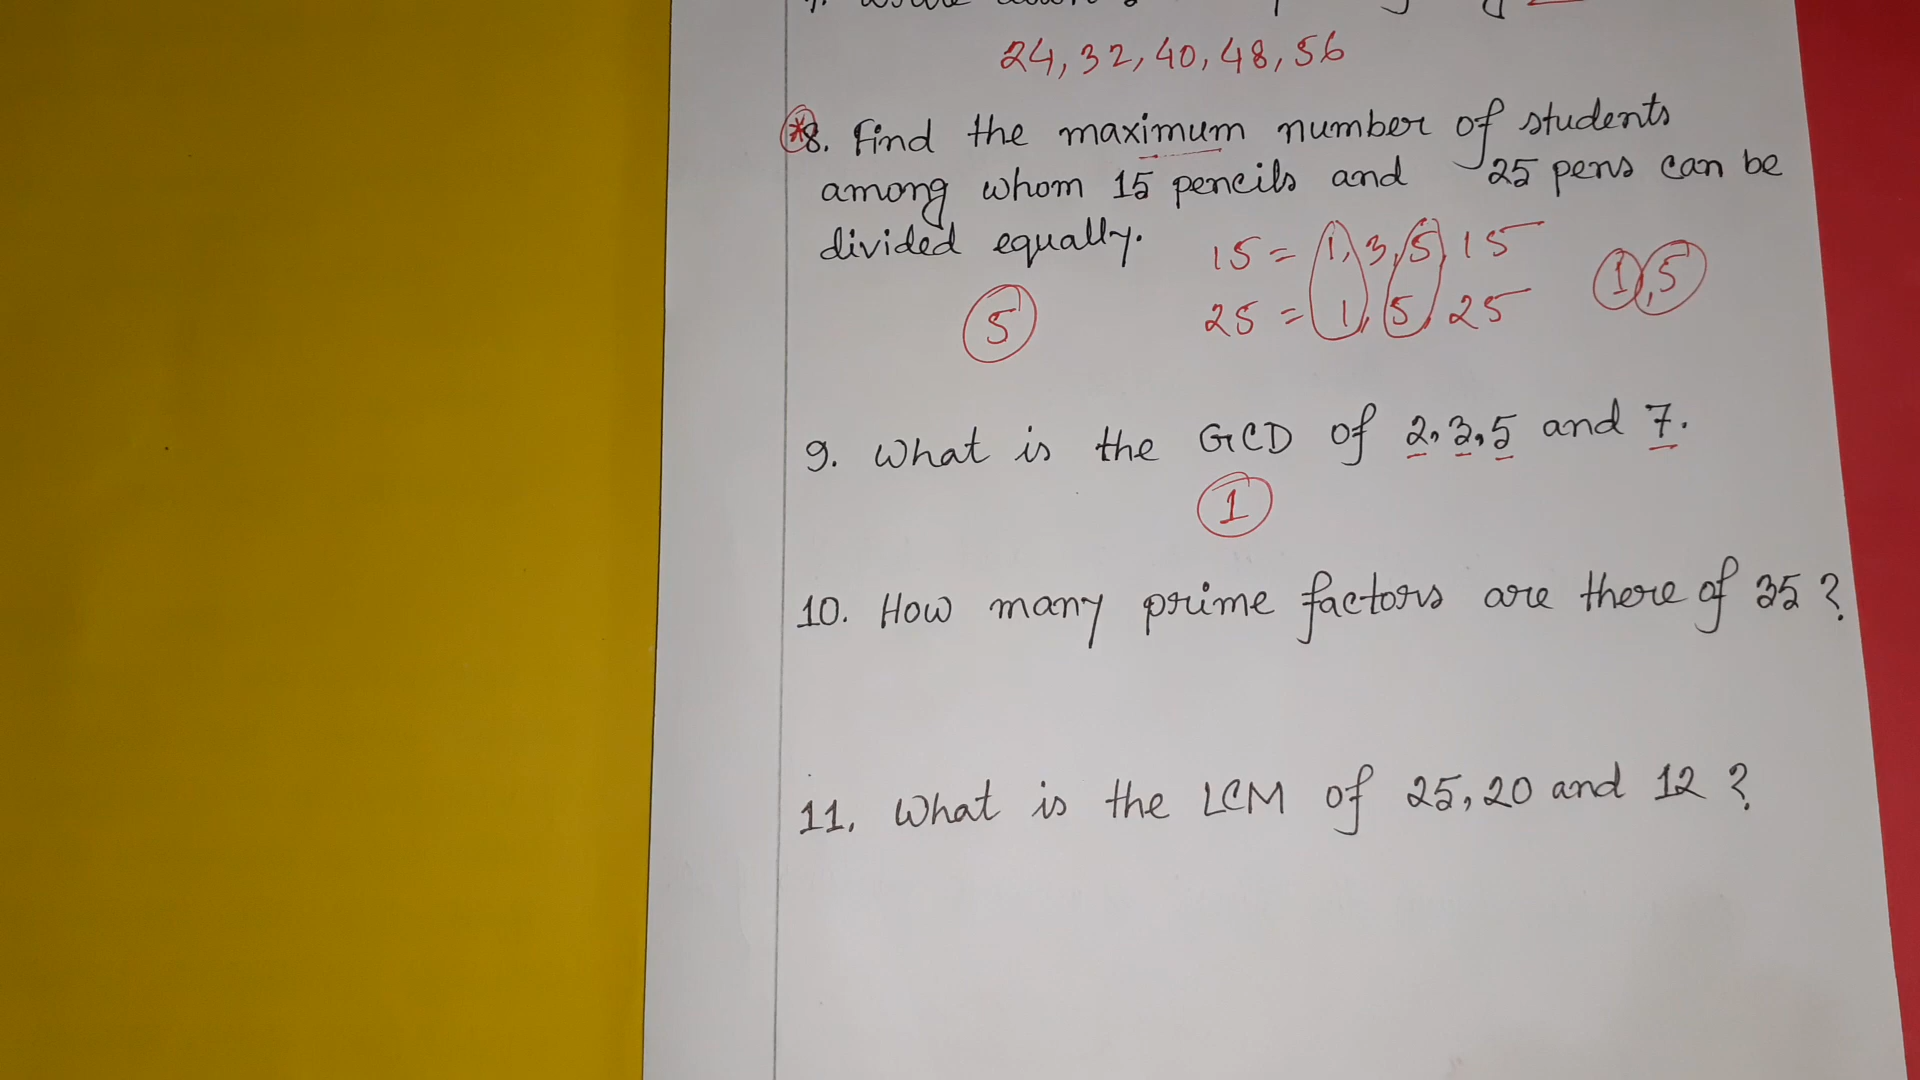 24, 32, 40, 48, 56
*8. Find the maximum number of students
among whom 15 pencils and 25 pens can be
divided equally.
15 = 1, 3, 5, 15
25 = 1, 5, 25
1, 5
5
9. What is the GCD of 2, 3, 5 and 7.
1
10. How many prime factors are there of 35 ?
11. What is the LCM of 25, 20 and 12 ?